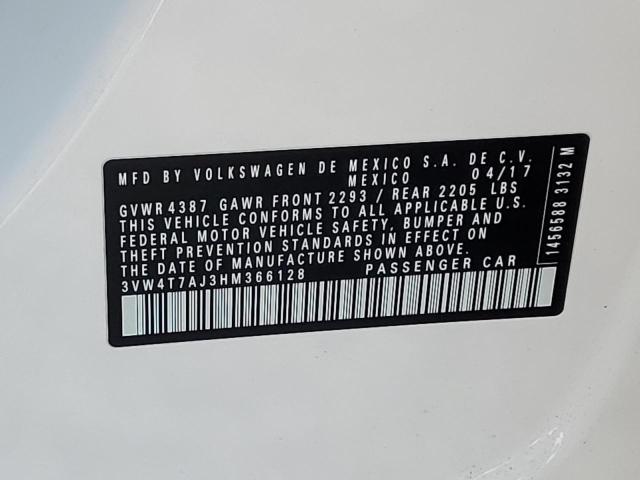 MFD BY VOLKSWAGEN DE MEXICO S.A. DE C.V.
MEXICO 04/17
GVWR 4387 GAWR FRONT 2293 / REAR 2205 LBS
THIS VEHICLE CONFORMS TO ALL APPLICABLE U.S.
FEDERAL MOTOR VEHICLE SAFETY, BUMPER AND
THEFT PREVENTION STANDARDS IN EFFECT ON
THE DATE OF MANUFACTURE SHOWN ABOVE.
3VW4T7AJ3HM366128 PASSENGER CAR
1456588 3132 M